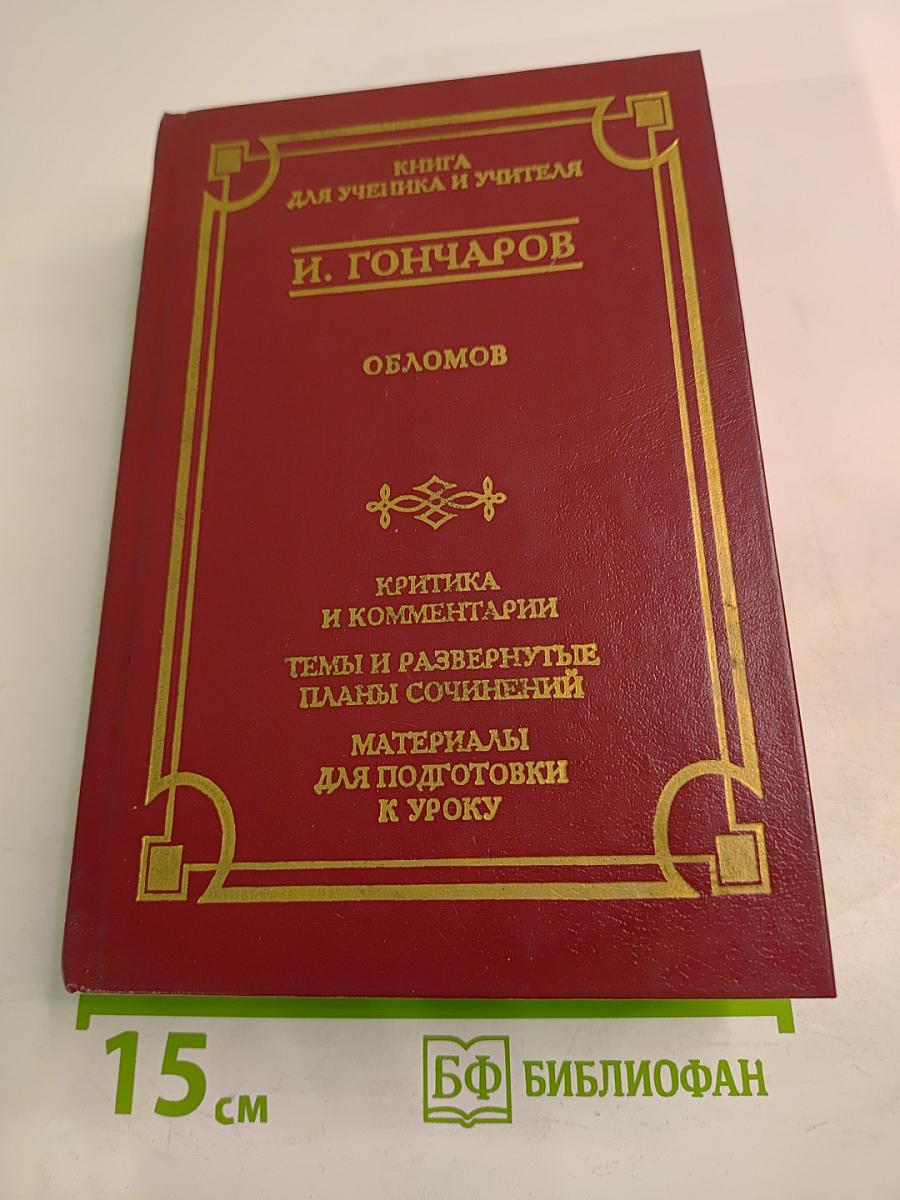 КНИГА
ДЛЯ УЧЕНИКА И УЧИТЕЛЯ
И. ГОНЧАРОВ
ОБЛОМОВ
КРИТИКА
И КОММЕНТАРИИ
ТЕМЫ И РАЗВЕРНУТЫЕ
ПЛАНЫ СОЧИНЕНИЙ
МАТЕРИАЛЫ
ДЛЯ ПОДГОТОВКИ
К УРОКУ
15 см
БФ БИБЛИОФАН